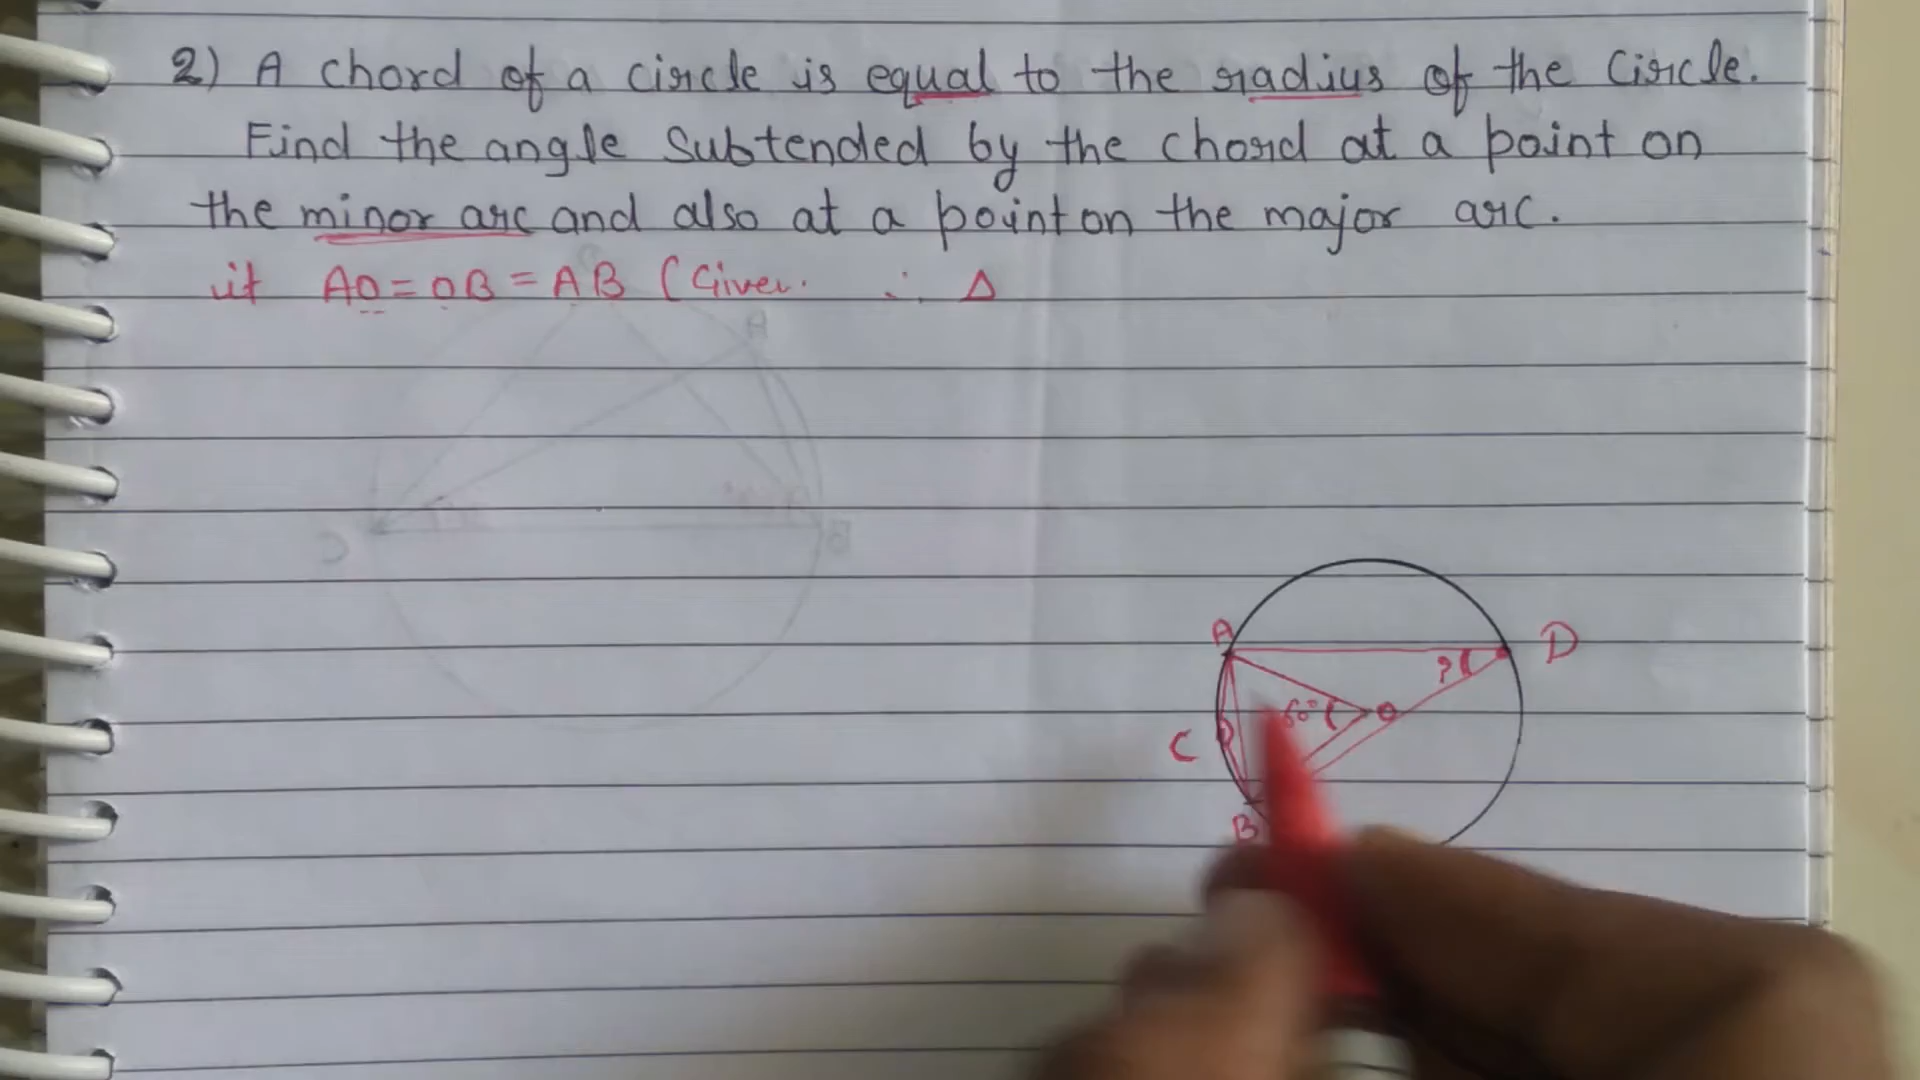 2) A chord of a circle is equal to the radius of the Circle.
Find the angle Subtended by the chord at a point on
the minor arc and also at a point on the major arc.
it AO = OB = AB (Given. ∴ Δ
A
D
?
60°
O
C
B